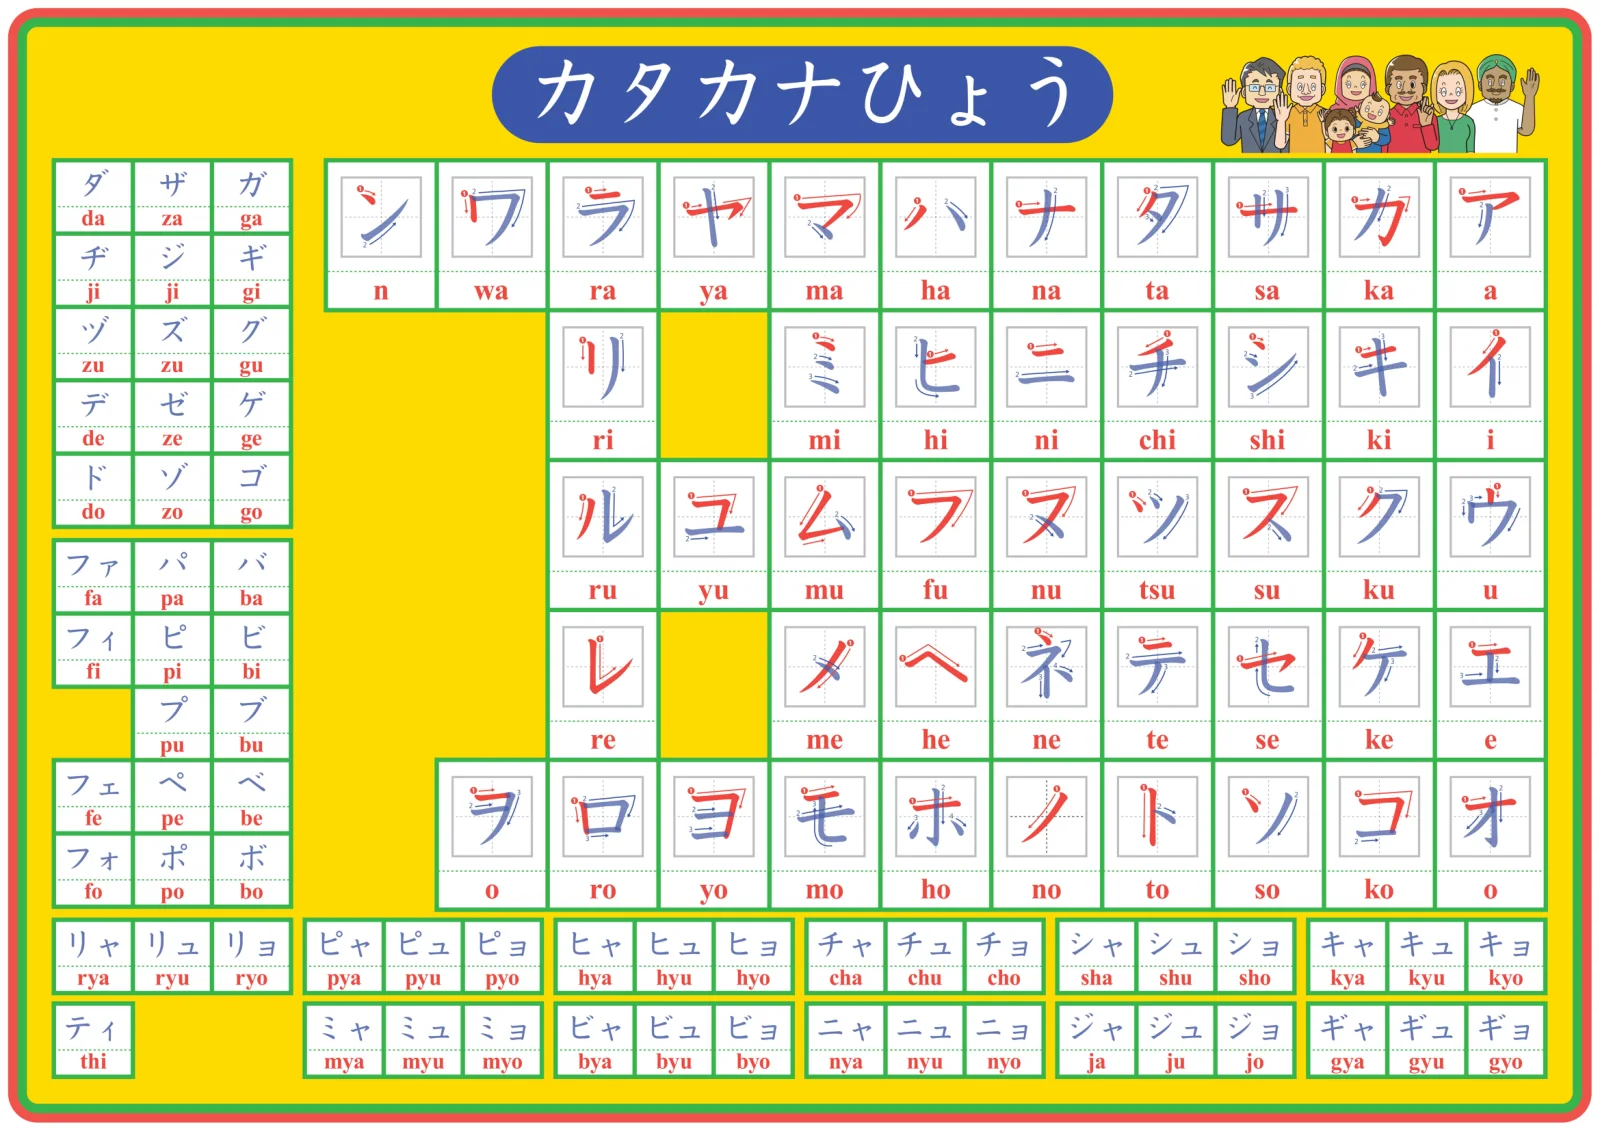 カタカナひょう
ダ ザ ガ
da za ga
ヂ ジ ギ
ji ji gi
ヅ ズ グ
zu zu gu
デ ゼ ゲ
de ze ge
ド ゾ ゴ
do zo go
ファ パ バ
fa pa ba
フィ ピ ビ
fi pi bi
プ ブ
pu bu
フェ ペ ベ
fe pe be
フォ ポ ボ
fo po bo
ン ワ ラ ヤ マ ハ ナ タ サ カ ア
n wa ra ya ma ha na ta sa ka a
リ ミ ヒ ニ チ シ キ イ
ri mi hi ni chi shi ki i
ル ユ ム フ ヌ ツ ス ク ウ
ru yu mu fu nu tsu su ku u
レ メ ヘ ネ テ セ ケ エ
re me he ne te se ke e
ヲ ロ ヨ モ ホ ノ ト ソ コ オ
o ro yo mo ho no to so ko o
リャ リュ リョ ピャ ピュ ピョ ヒャ ヒュ ヒョ チャ チュ チョ シャ シュ ショ キャ キュ キョ
rya ryu ryo pya pyu pyo hya hyu hyo cha chu cho sha shu sho kya kyu kyo
ティ ミャ ミュ ミョ ビャ ビュ ビョ ニャ ニュ ニョ ジャ ジュ ジョ ギャ ギュ ギョ
thi mya myu myo bya byu byo nya nyu nyo ja ju jo gya gyu gyo